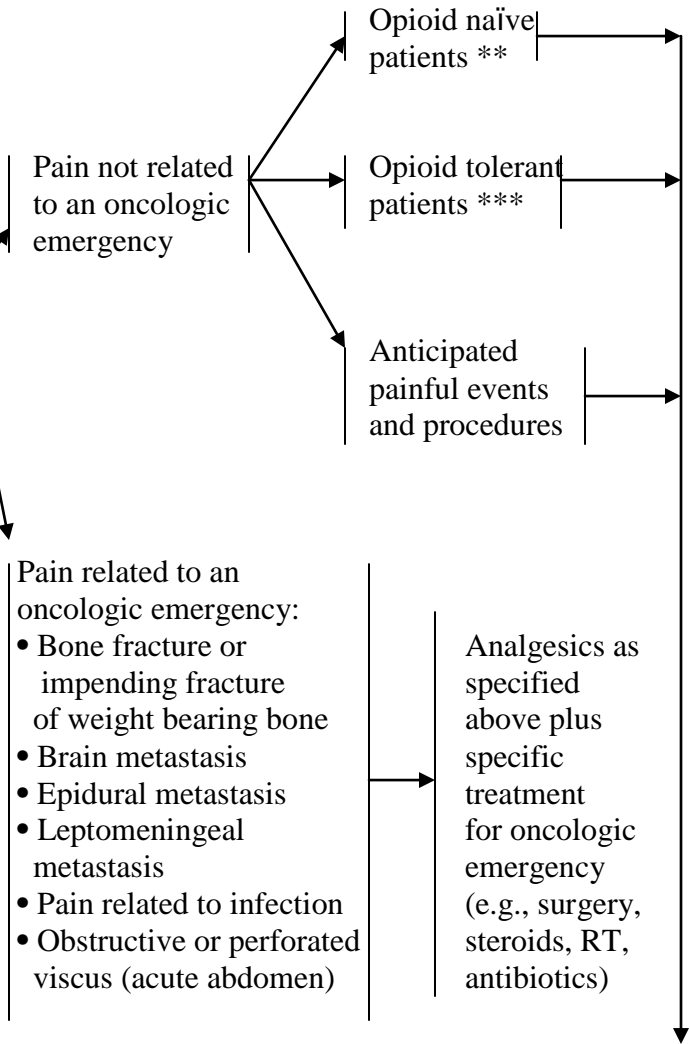 Opioid naïve
patients **
Pain not related
to an oncologic
emergency
Opioid tolerant
patients ***
Anticipated
painful events
and procedures
Pain related to an
oncologic emergency:
• Bone fracture or
impending fracture
of weight bearing bone
• Brain metastasis
• Epidural metastasis
• Leptomeningeal
metastasis
• Pain related to infection
• Obstructive or perforated
viscus (acute abdomen)
Analgesics as
specified
above plus
specific
treatment
for oncologic
emergency
(e.g., surgery,
steroids, RT,
antibiotics)